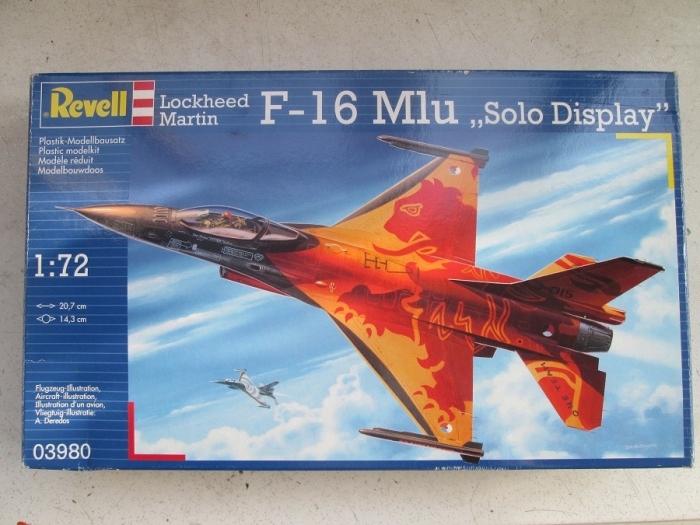 Revell
Lockheed
Martin
F-16 Mlu „Solo Display”
Plastik-Modellbausatz
Plastic modelkit
Modèle réduit
Modelbouwdoos
1:72
20,7 cm
14,3 cm
Flugzeug-Illustration,
Aircraft-illustration,
Illustration d'un avion,
Vliegtuig-illustratie:
A. Deredos
03980